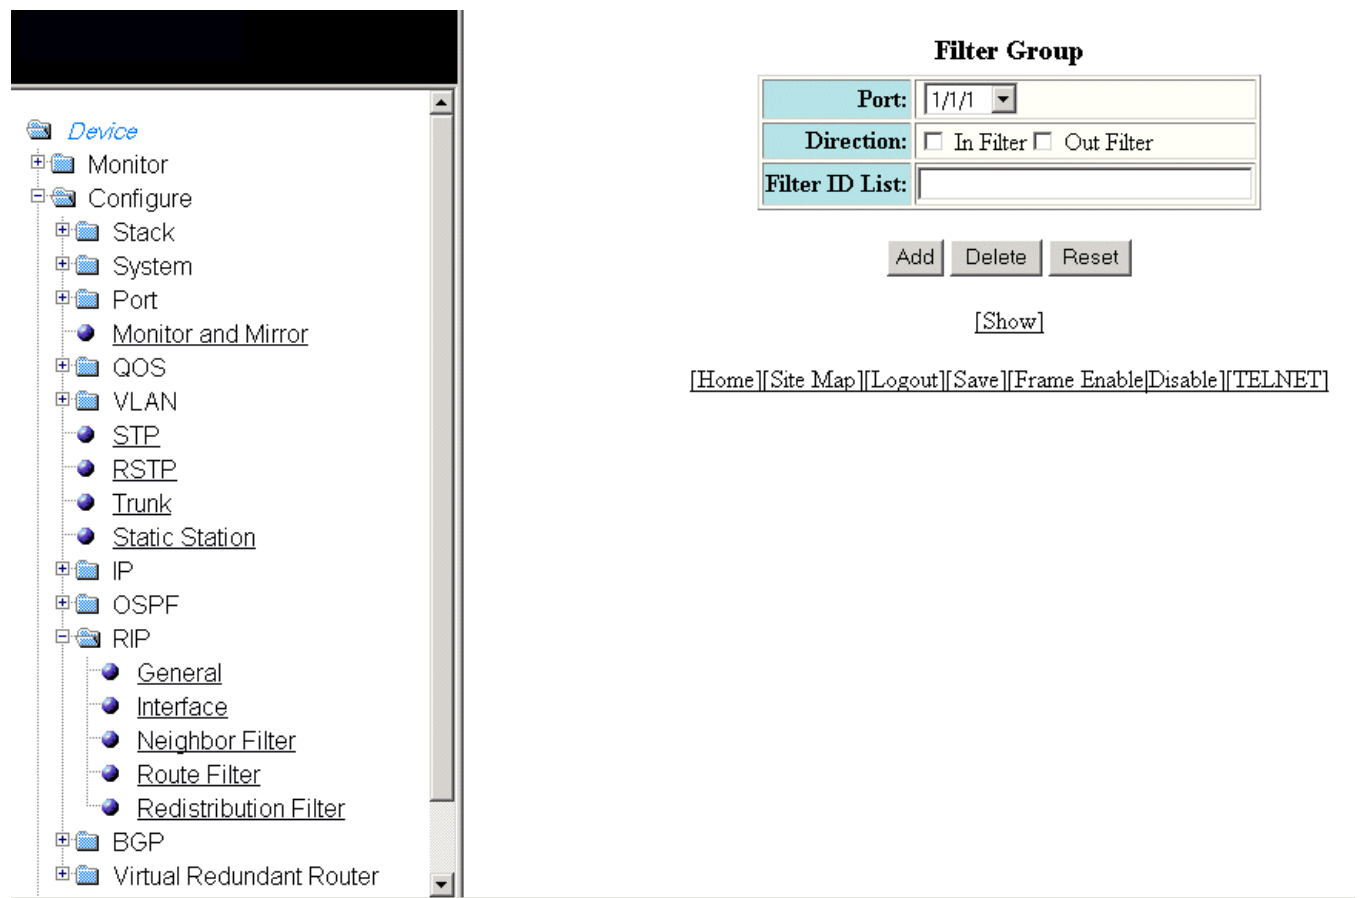 Device
Monitor
Configure
Stack
System
Port
Monitor and Mirror
QOS
VLAN
STP
RSTP
Trunk
Static Station
IP
OSPF
RIP
General
Interface
Neighbor Filter
Route Filter
Redistribution Filter
BGP
Virtual Redundant Router
Filter Group
Port: 1/1/1
Direction: In Filter Out Filter
Filter ID List:
Add Delete Reset
[Show]
[Home][Site Map][Logout][Save][Frame Enable|Disable][TELNET]